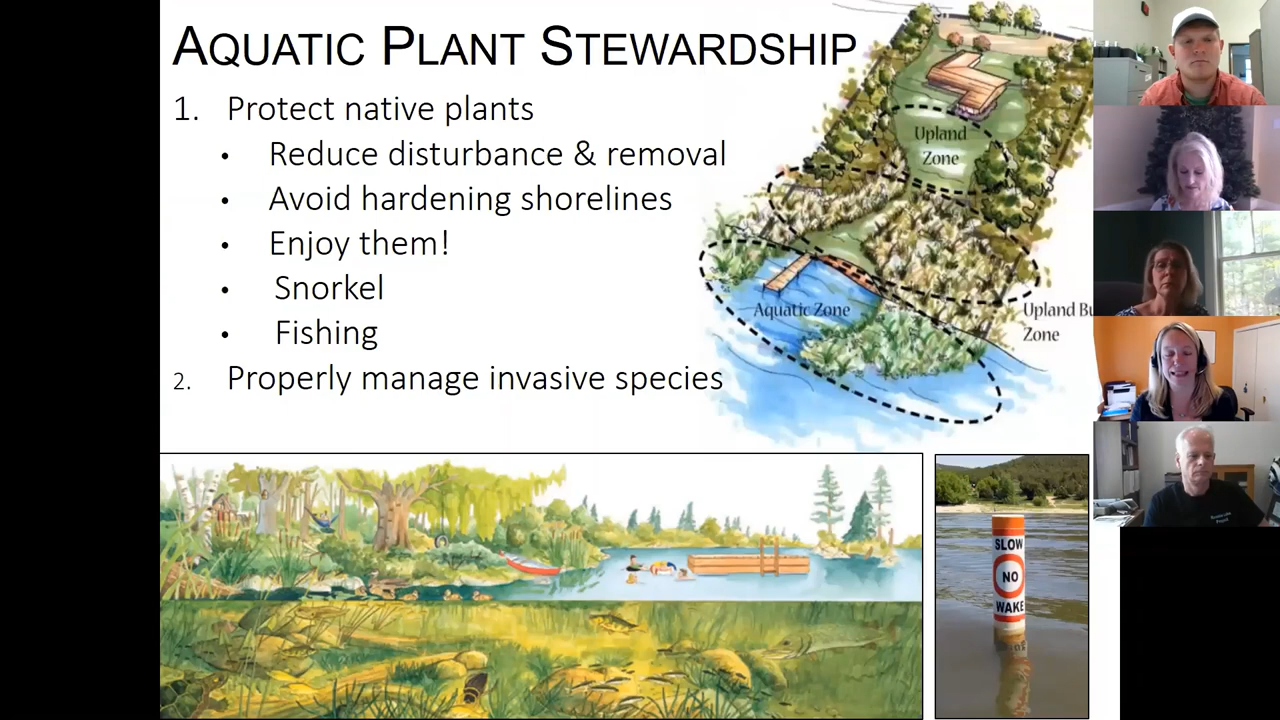 AQUATIC PLANT STEWARDSHIP
1. Protect native plants
• Reduce disturbance & removal
• Avoid hardening shorelines
• Enjoy them!
• Snorkel
• Fishing
2. Properly manage invasive species
Upland
Zone
Aquatic Zone
Upland Bu
Zone
SLOW
NO
WAKE